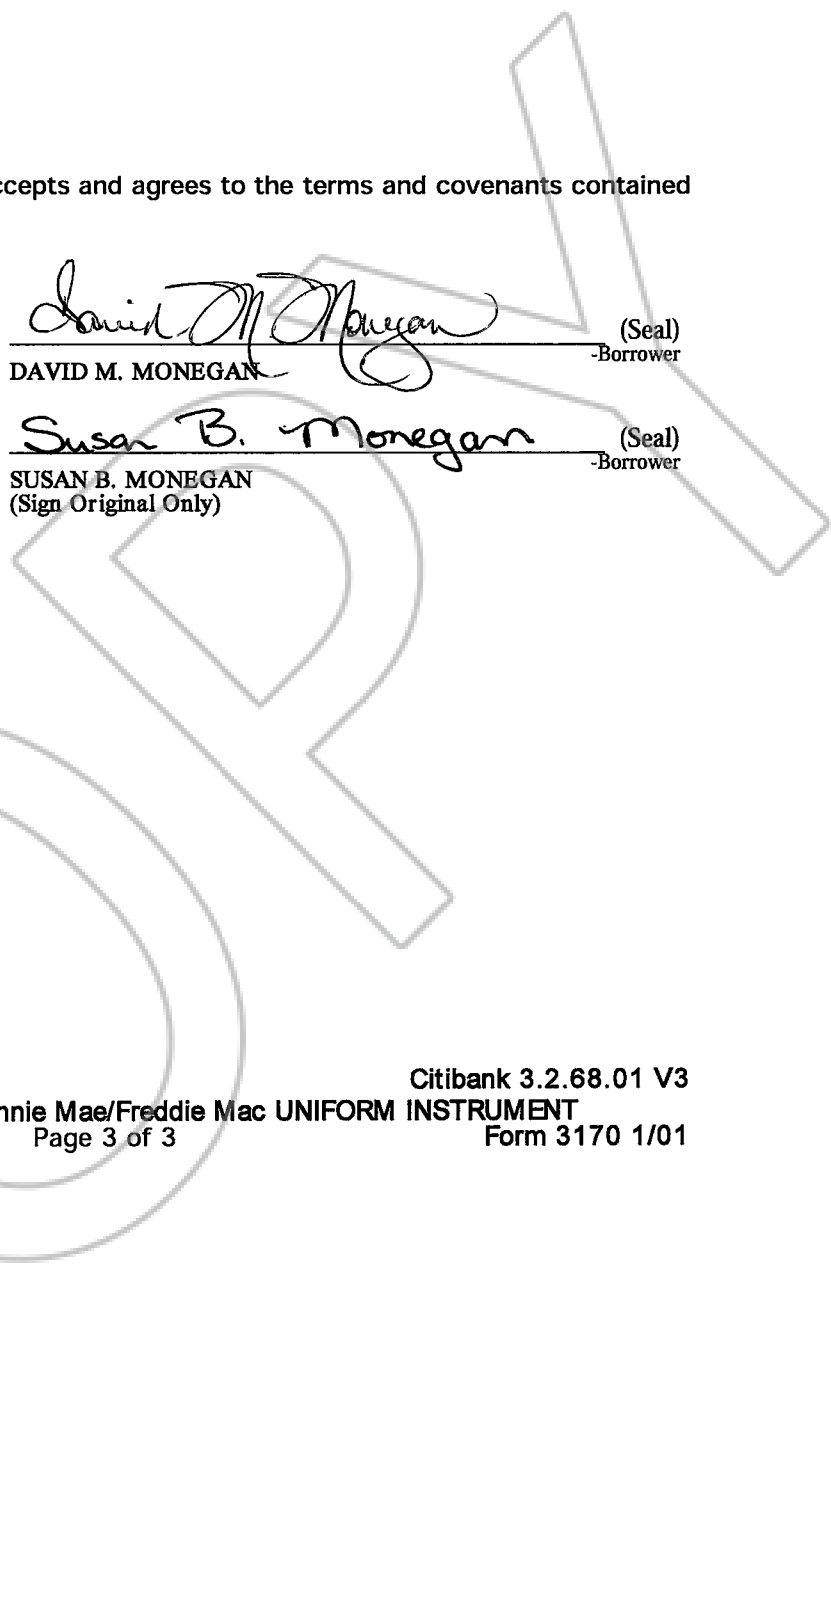 ccepts and agrees to the terms and covenants contained
David M Monegan (Seal)
-Borrower
DAVID M. MONEGAN
Susan B. Monegan (Seal)
-Borrower
SUSAN B. MONEGAN
(Sign Original Only)
Citibank 3.2.68.01 V3
nnie Mae/Freddie Mac UNIFORM INSTRUMENT
Page 3 of 3 Form 3170 1/01
OPY